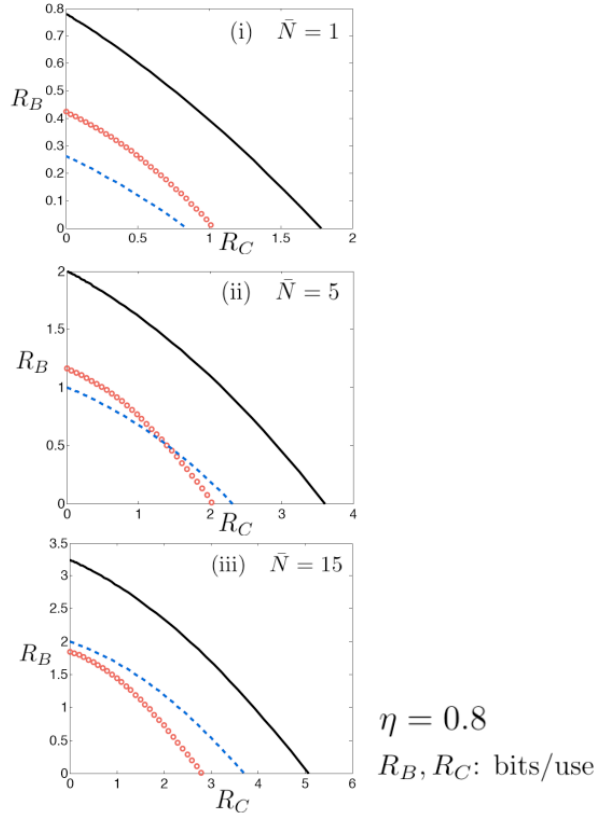 (i) N̄ = 1
0.8
0.7
0.6
0.5
R_B
0.4
0.3
0.2
0.1
0
0 0.5 1 1.5 2
R_C
(ii) N̄ = 5
2
1.5
R_B
1
0.5
0
0 1 2 3 4
R_C
(iii) N̄ = 15
3.5
3
2.5
2
R_B
1.5
1
0.5
0
0 1 2 3 4 5 6
R_C
η = 0.8
R_B, R_C: bits/use